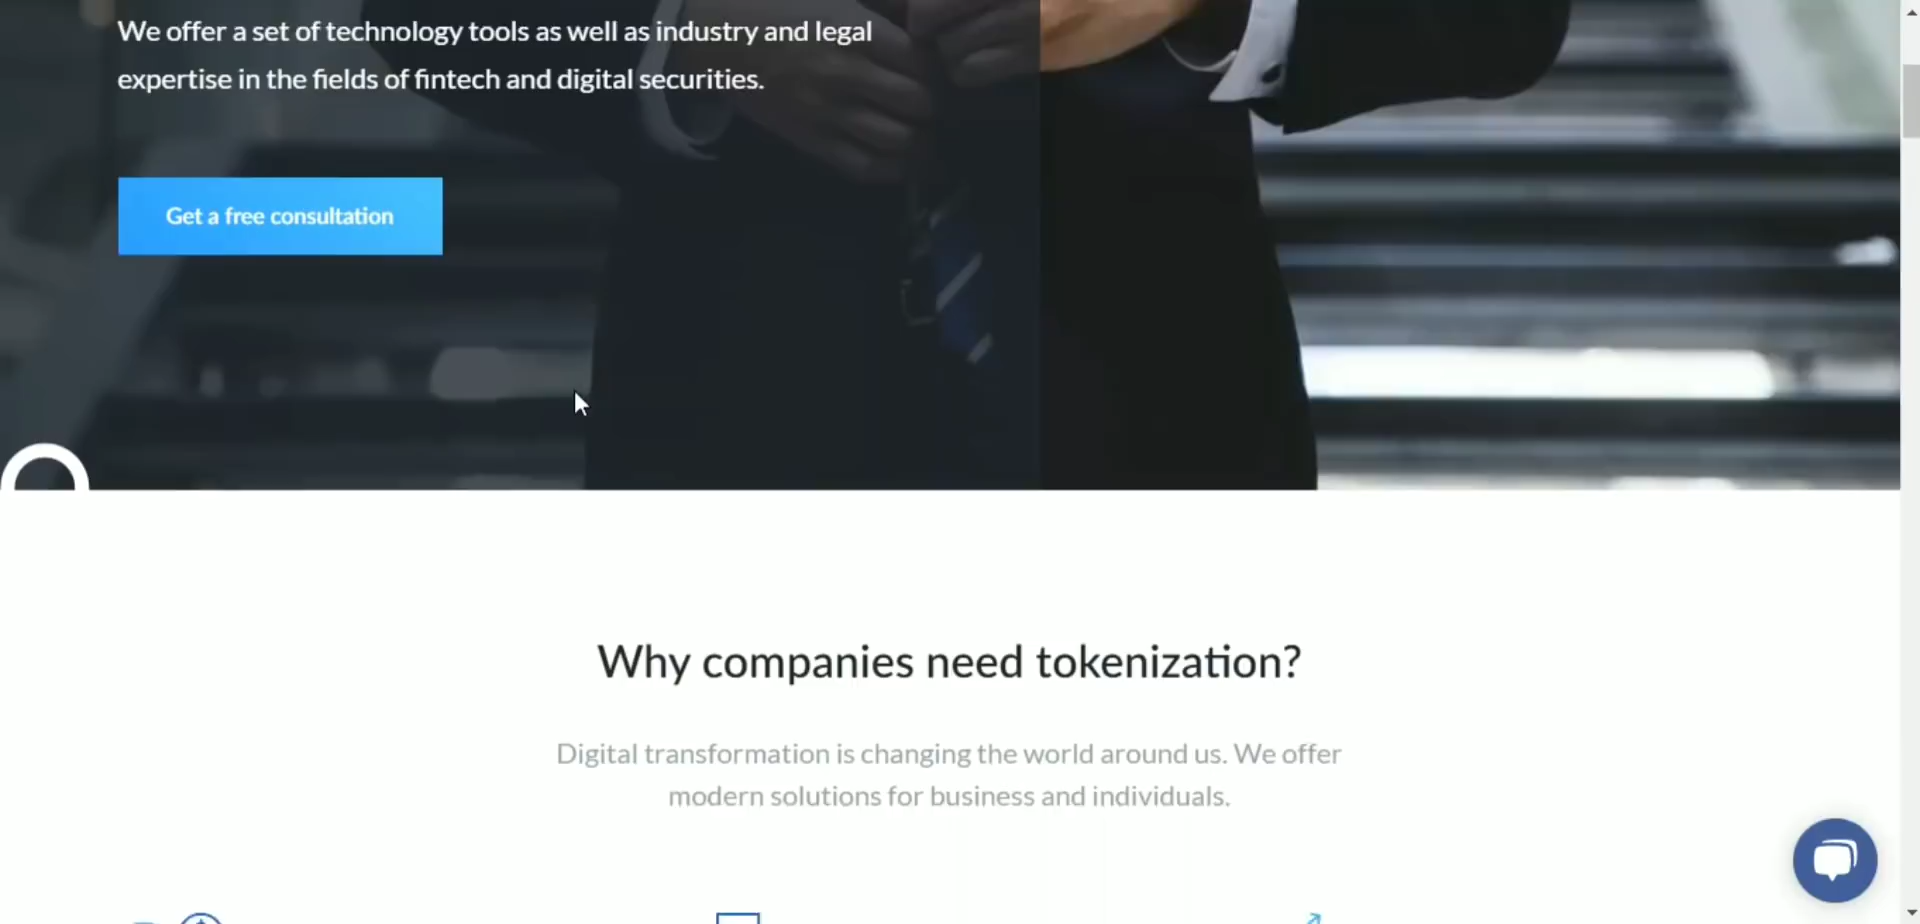 We offer a set of technology tools as well as industry and legal
expertise in the fields of fintech and digital securities.
Get a free consultation
Why companies need tokenization?
Digital transformation is changing the world around us. We offer
modern solutions for business and individuals.